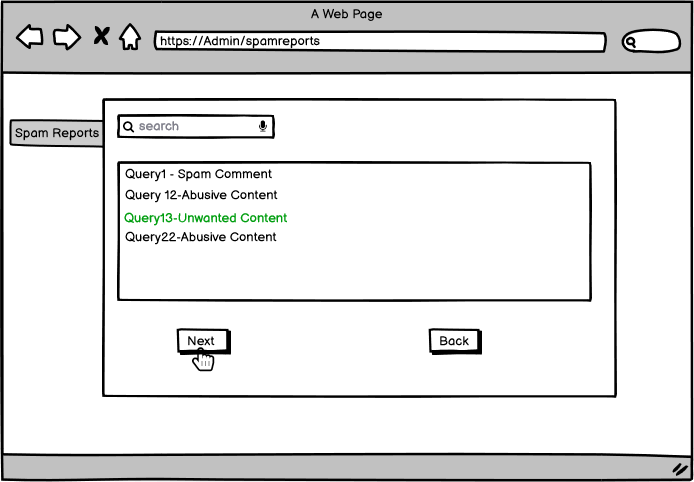 A Web Page
https://Admin/spamreports
Spam Reports
search
Query1 - Spam Comment
Query 12-Abusive Content
Query13-Unwanted Content
Query22-Abusive Content
Next
Back